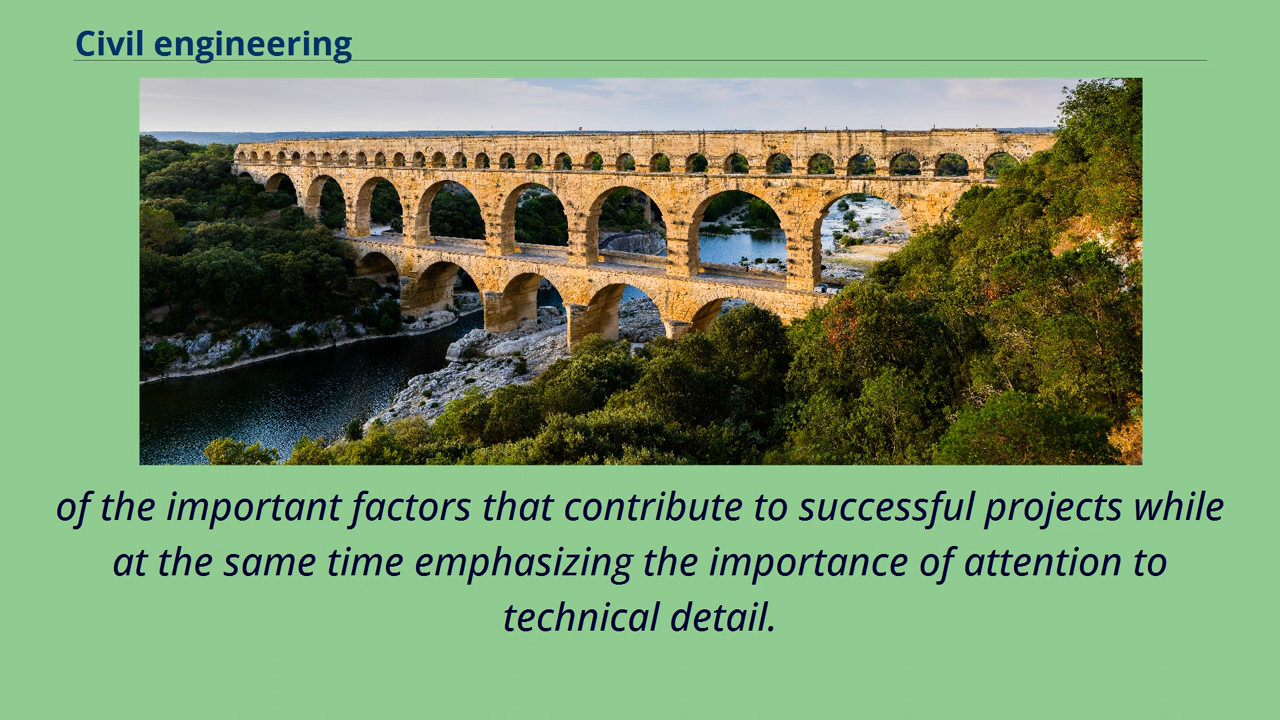 Civil engineering
of the important factors that contribute to successful projects while
at the same time emphasizing the importance of attention to
technical detail.